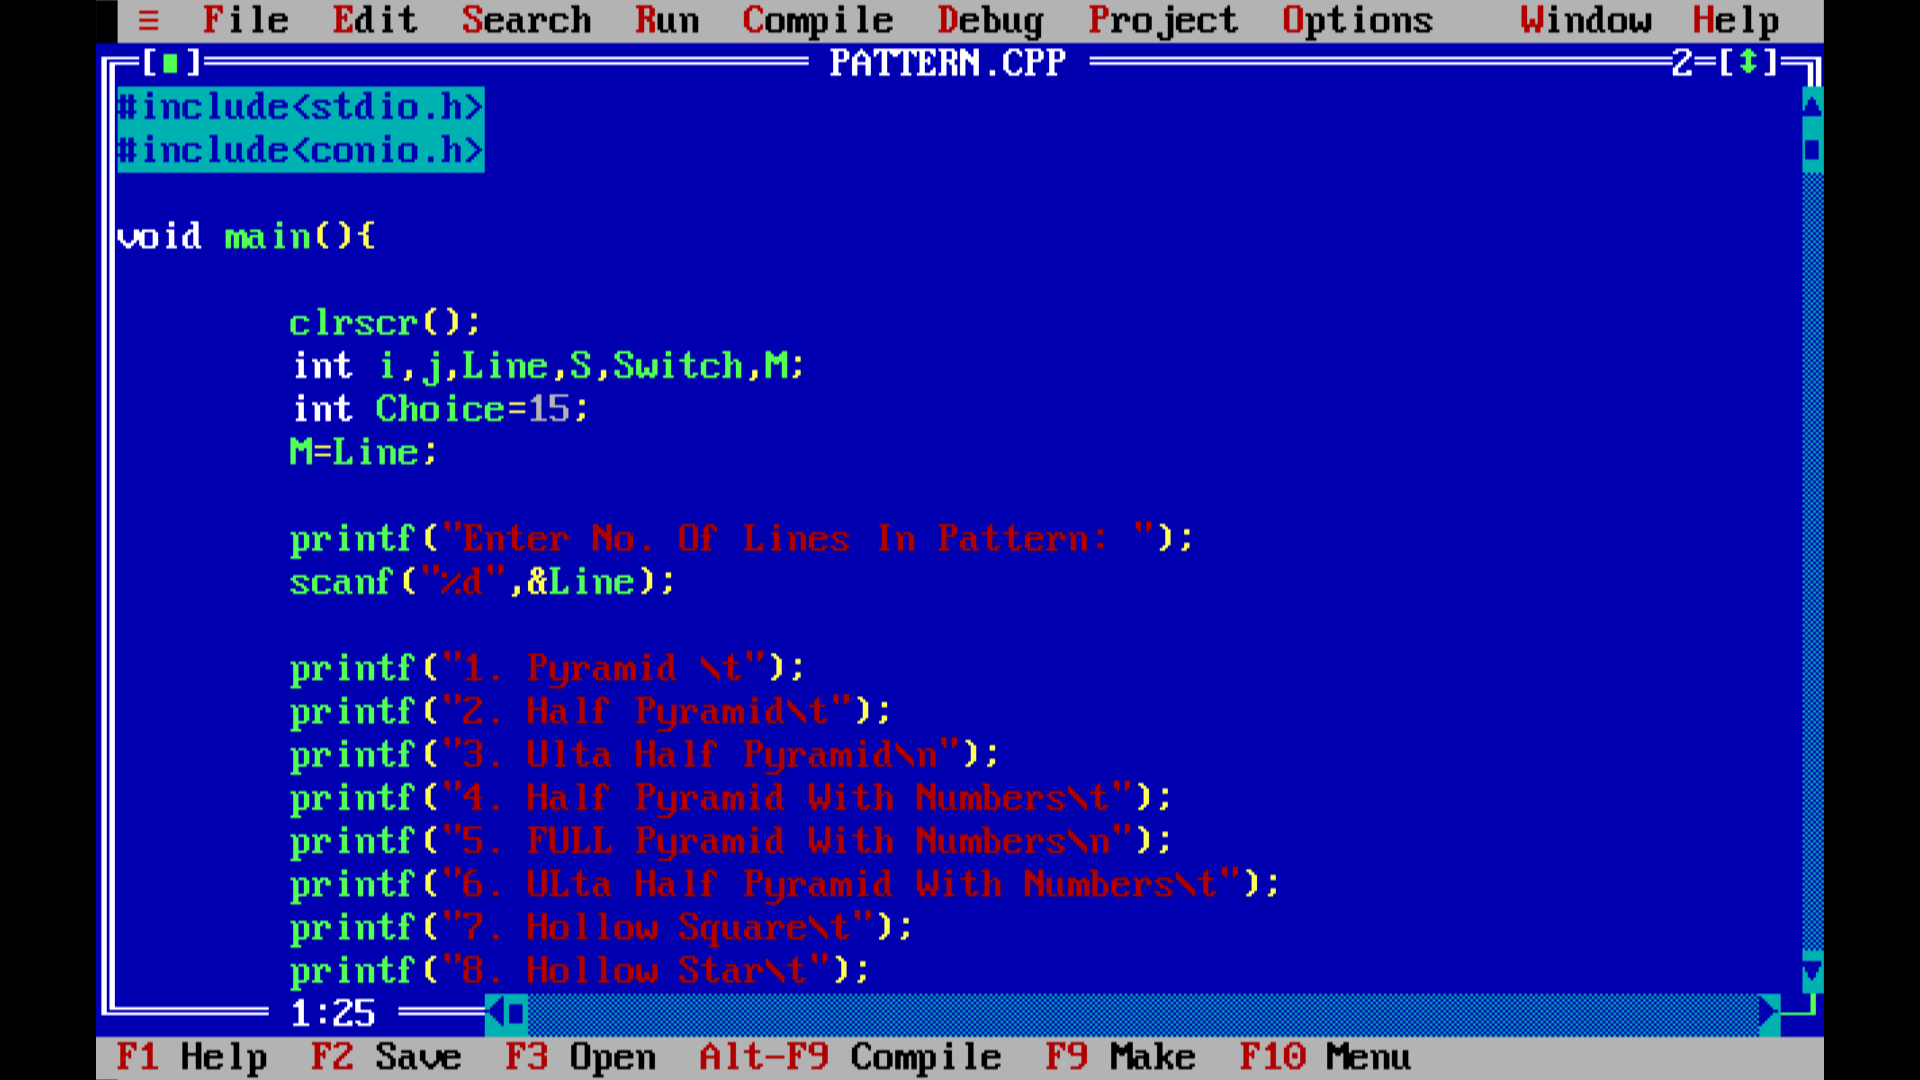 ≡ File Edit Search Run Compile Debug Project Options Window Help
[■] PATTERN.CPP 2=[↕]
#include<stdio.h>
#include<conio.h>
void main(){
clrscr();
int i,j,Line,S,Switch,M;
int Choice=15;
M=Line;
printf("Enter No. Of Lines In Pattern: ");
scanf("%d",&Line);
printf("1. Pyramid \t");
printf("2. Half Pyramid\t");
printf("3. Ulta Half Pyramid\n");
printf("4. Half Pyramid With Numbers\t");
printf("5. FULL Pyramid With Numbers\n");
printf("6. ULta Half Pyramid With Numbers\t");
printf("7. Hollow Square\t");
printf("8. Hollow Star\t");
1:25
F1 Help F2 Save F3 Open Alt-F9 Compile F9 Make F10 Menu